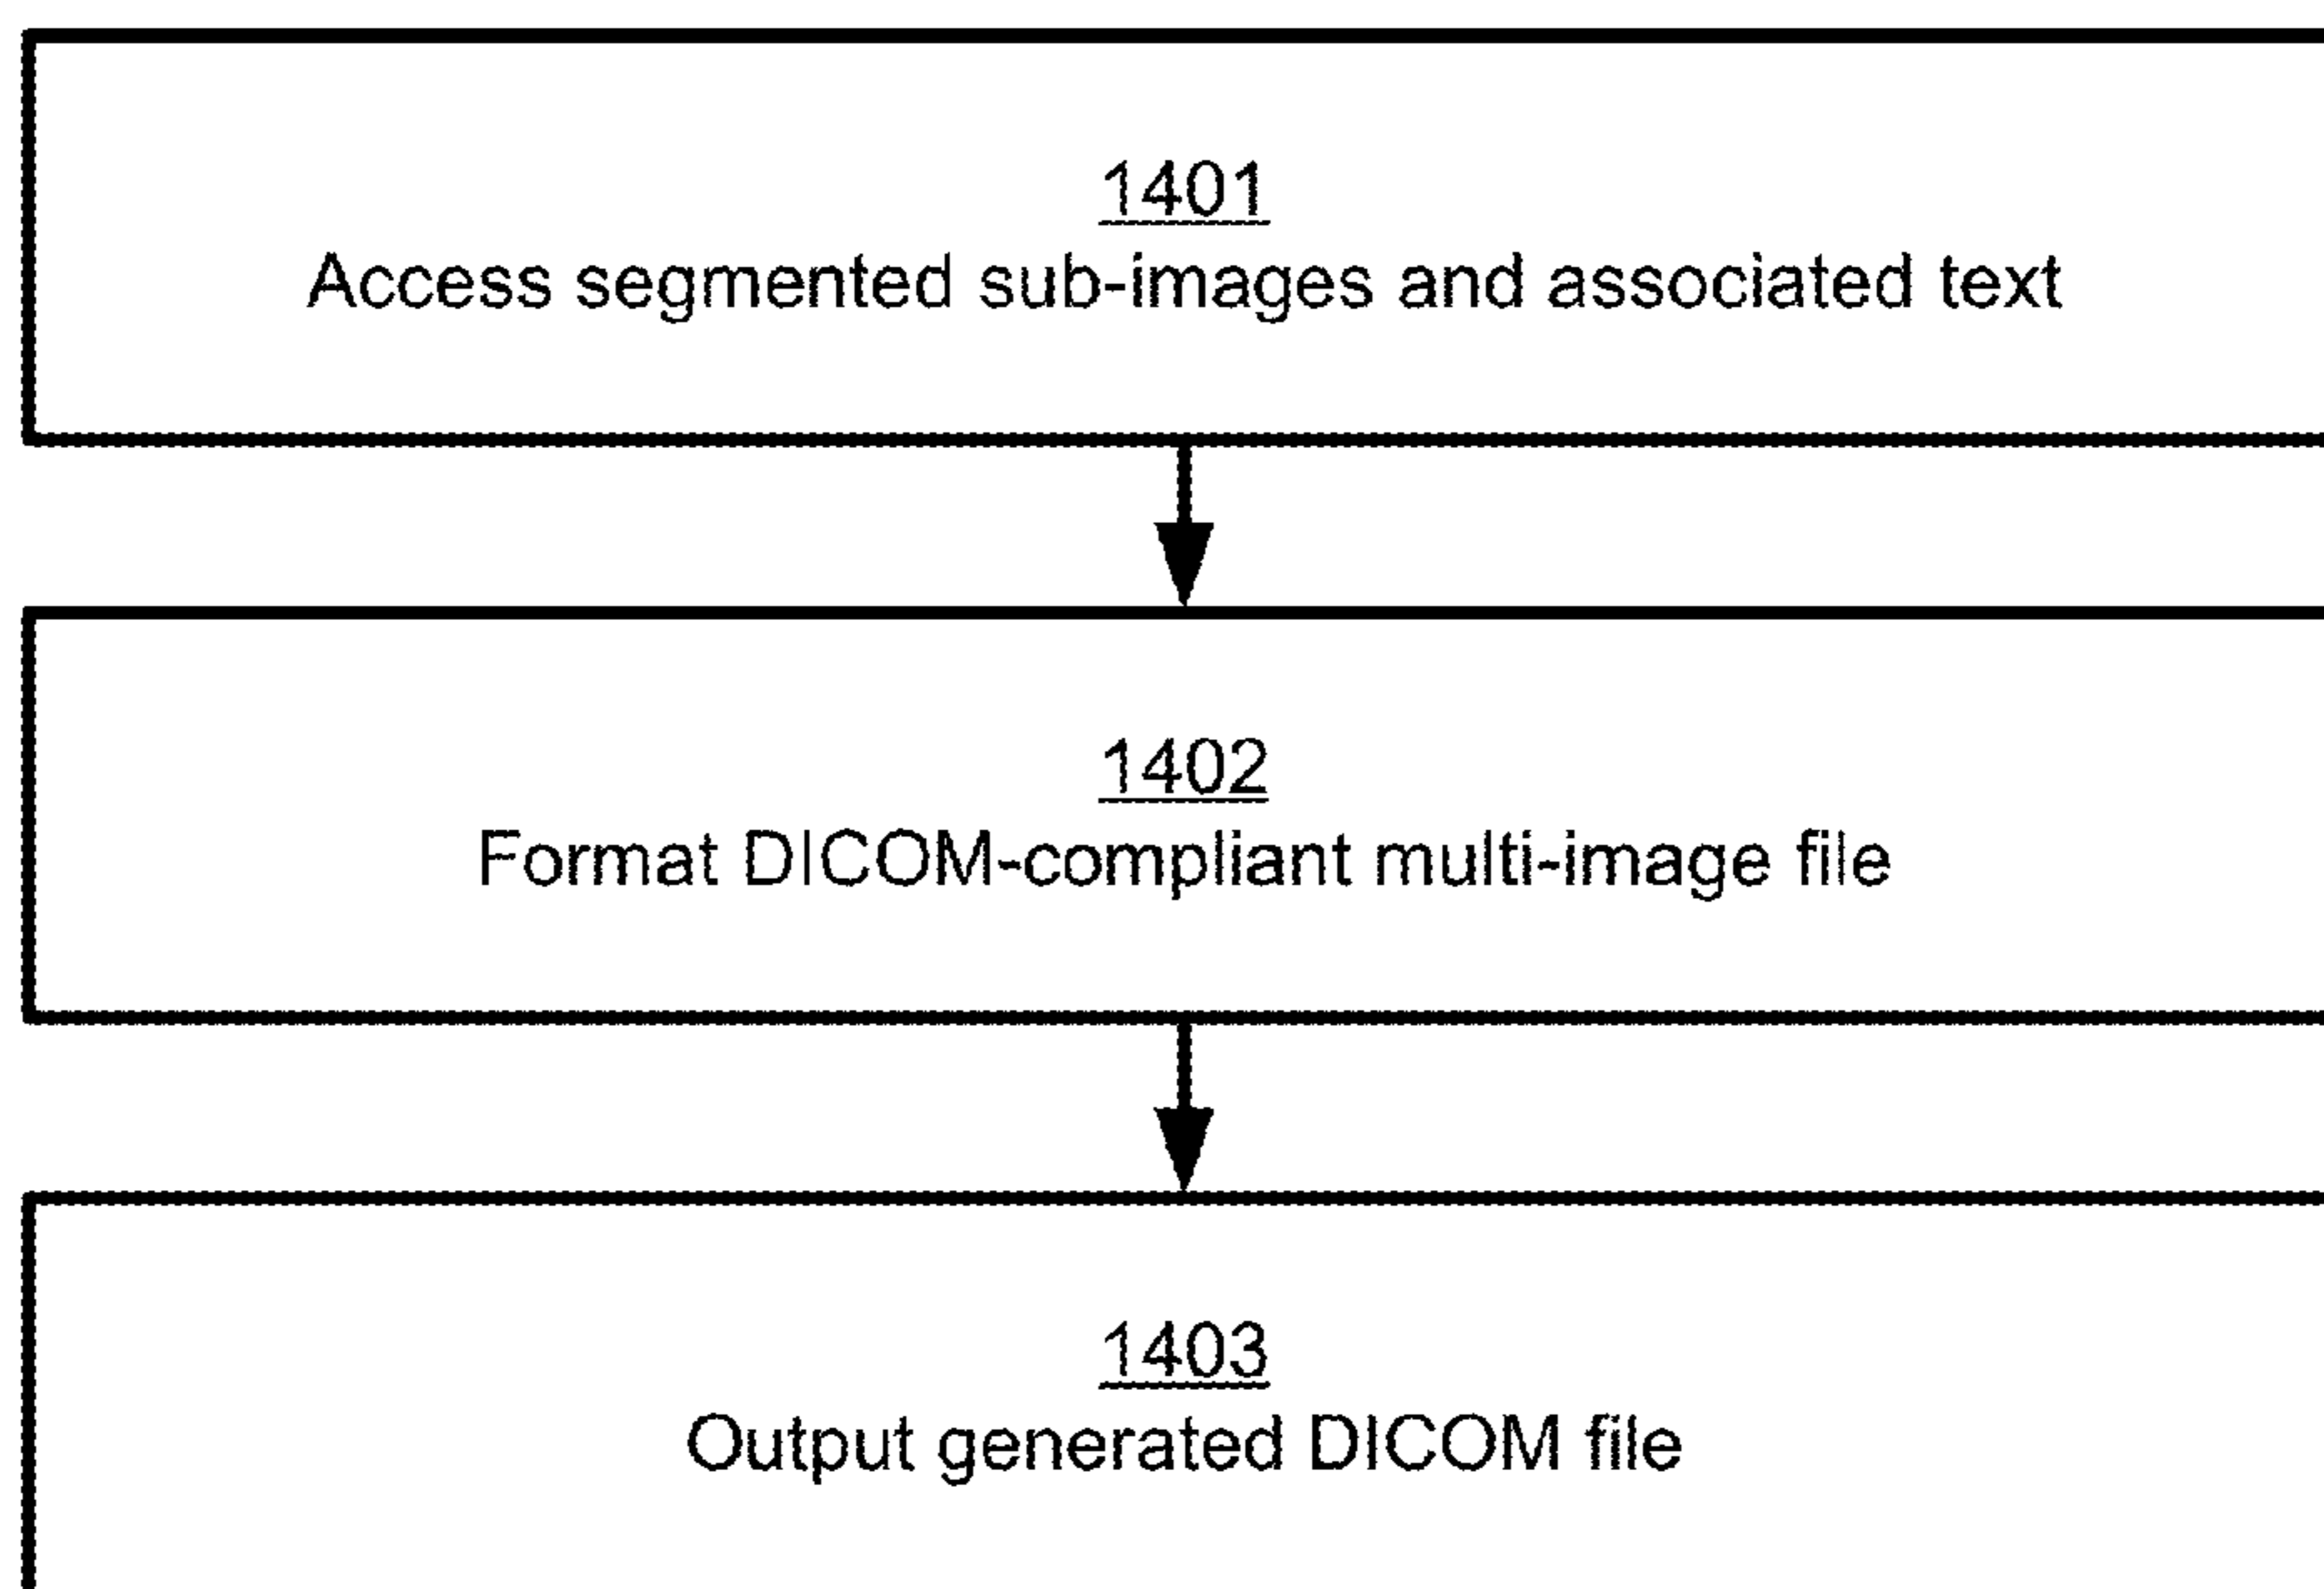 1401
Access segmented sub-images and associated text
1402
Format DICOM-compliant multi-image file
1403
Output generated DICOM file